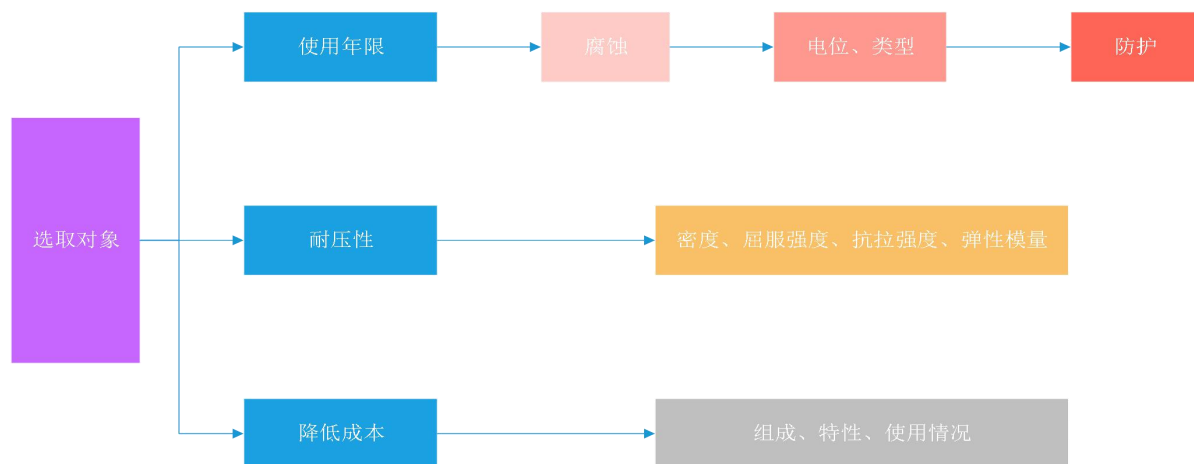 使用年限
腐蚀
电位、类型
防护
选取对象
耐压性
密度、屈服强度、抗拉强度、弹性模量
降低成本
组成、特性、使用情况